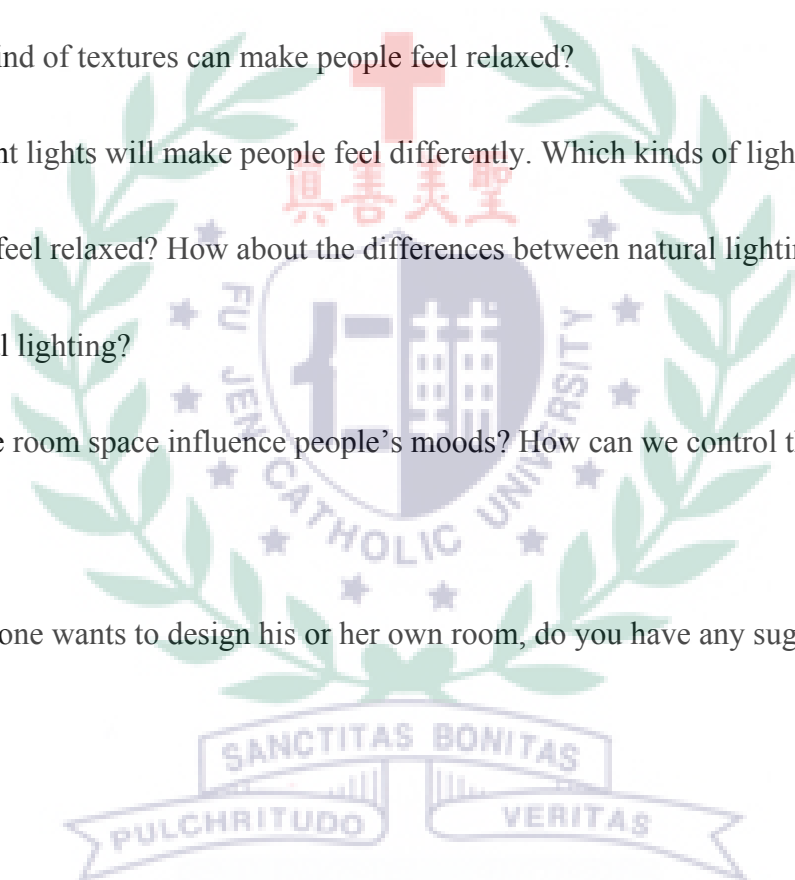 ind of textures can make people feel relaxed?
nt lights will make people feel differently. Which kinds of ligh
真善美聖
feel relaxed? How about the differences between natural lightin
l lighting?
e room space influence people's moods? How can we control th
one wants to design his or her own room, do you have any sug
FU JEN CATHOLIC UNIVERSITY
仁
SANCTITAS BONITAS
PULCHRITUDO VERITAS